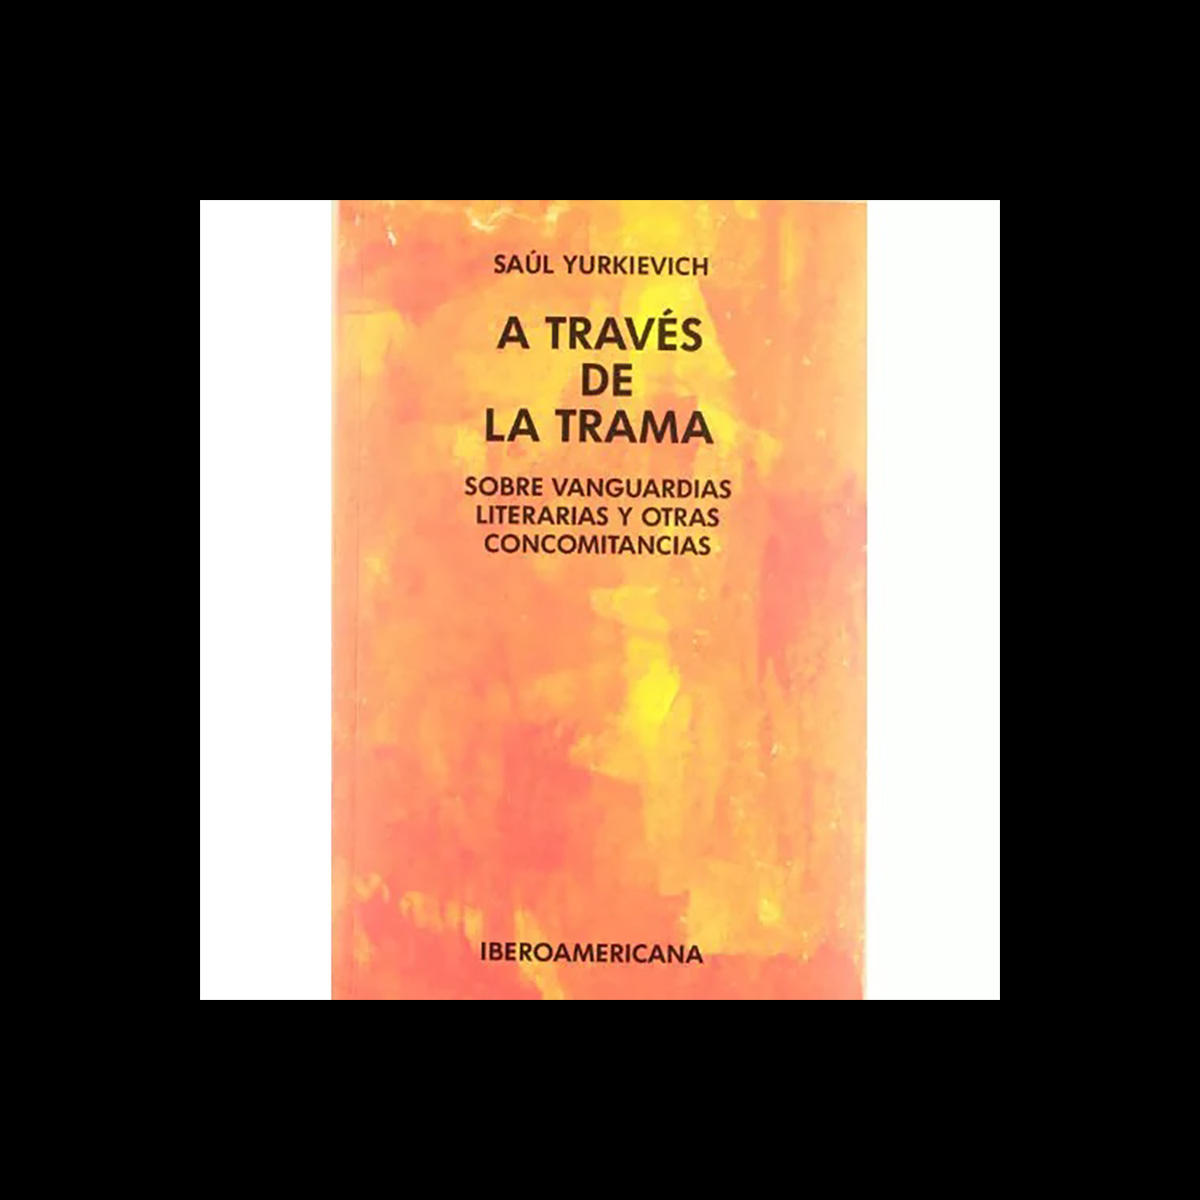 SAÚL YURKIEVICH
A TRAVÉS
DE
LA TRAMA
SOBRE VANGUARDIAS
LITERARIAS Y OTRAS
CONCOMITANCIAS
IBEROAMERICANA